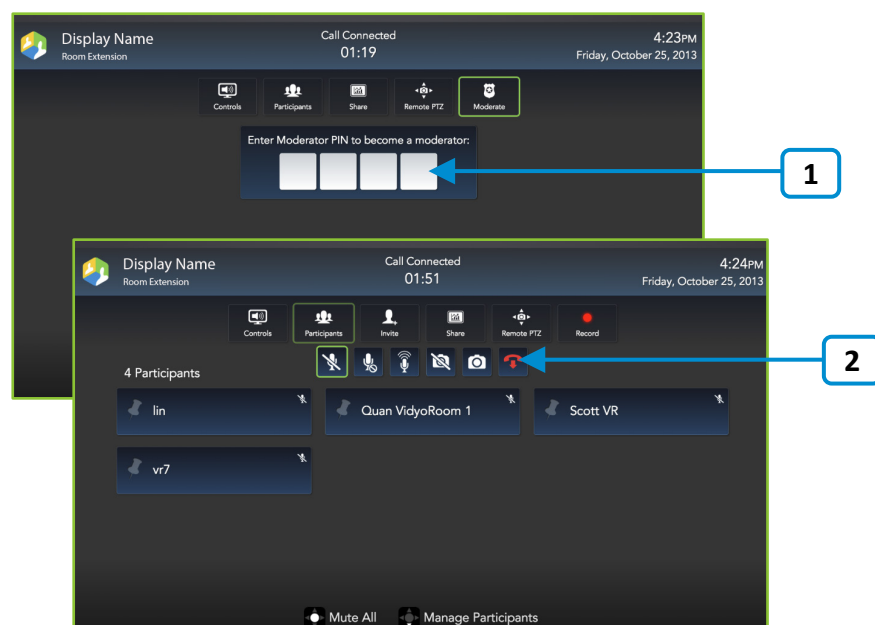 Display Name
Room Extension
Call Connected
01:19
4:23PM
Friday, October 25, 2013
Controls
Participants
Share
Remote PTZ
Moderate
Enter Moderator PIN to become a moderator:
1
Display Name
Room Extension
Call Connected
01:51
4:24PM
Friday, October 25, 2013
Controls
Participants
Invite
Share
Remote PTZ
Record
2
4 Participants
lin
Quan VidyoRoom 1
Scott VR
vr7
Mute All
Manage Participants